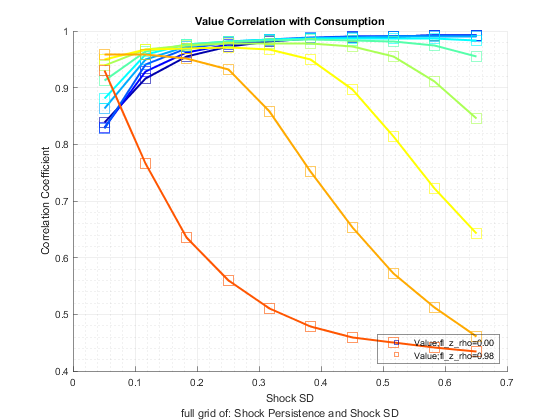 Value Correlation with Consumption
Correlation Coefficient
1
0.9
0.8
0.7
0.6
0.5
0.4
0
0.1
0.2
0.3
0.4
0.5
0.6
0.7
Value;fl_z_rho=0.00
Value;fl_z_rho=0.98
Shock SD
full grid of: Shock Persistence and Shock SD